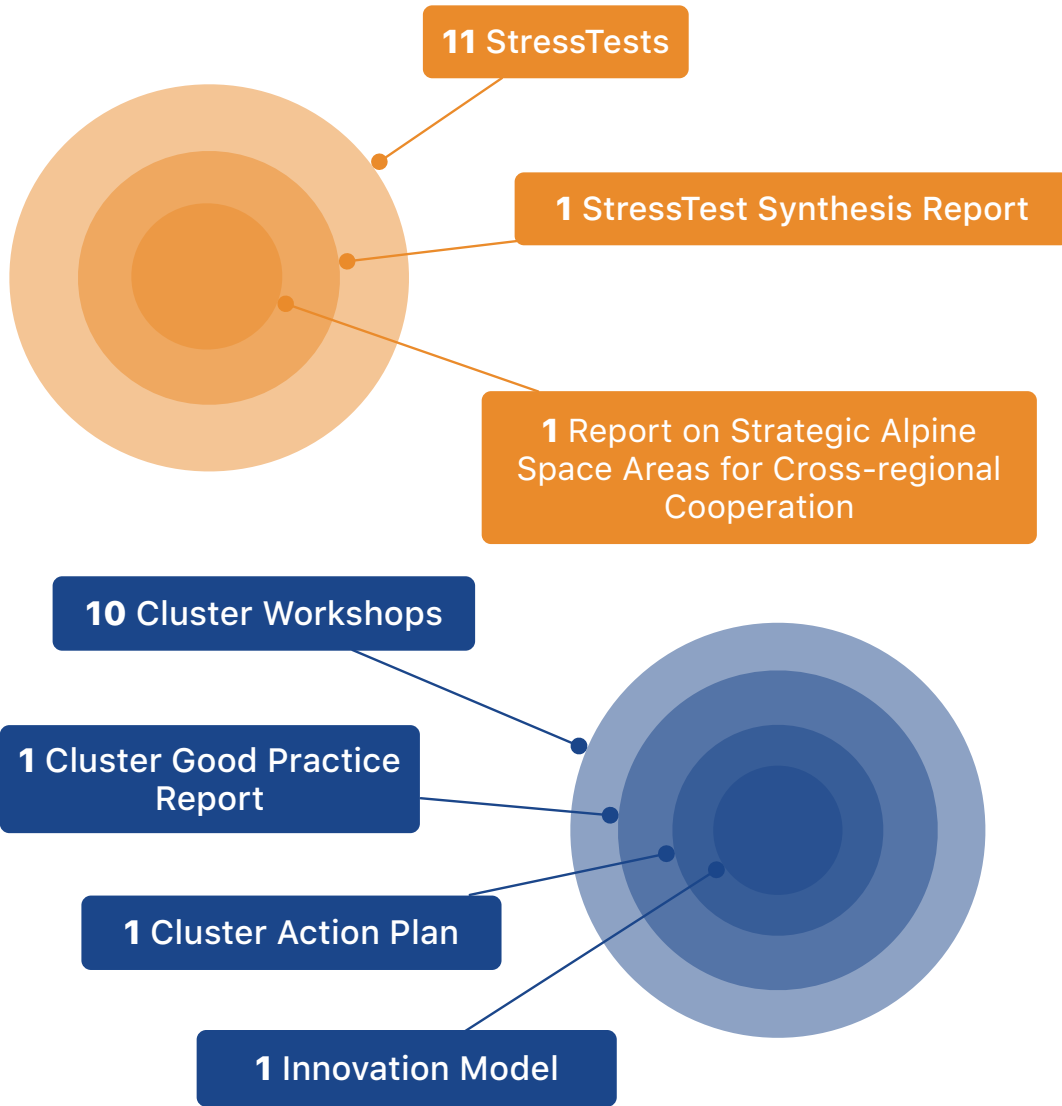 11 StressTests
1 StressTest Synthesis Report
1 Report on Strategic Alpine
Space Areas for Cross-regional
Cooperation
10 Cluster Workshops
1 Cluster Good Practice
Report
1 Cluster Action Plan
1 Innovation Model